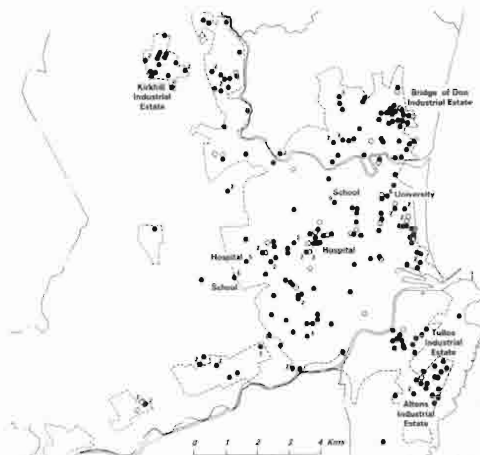 Kirkhill
Industrial
Estate
Bridge of Don
Industrial Estate
School
University
Hospital
Hospital
School
Tullos
Industrial
Estate
Altens
Industrial
Estate
0 1 2 3 4 Kms